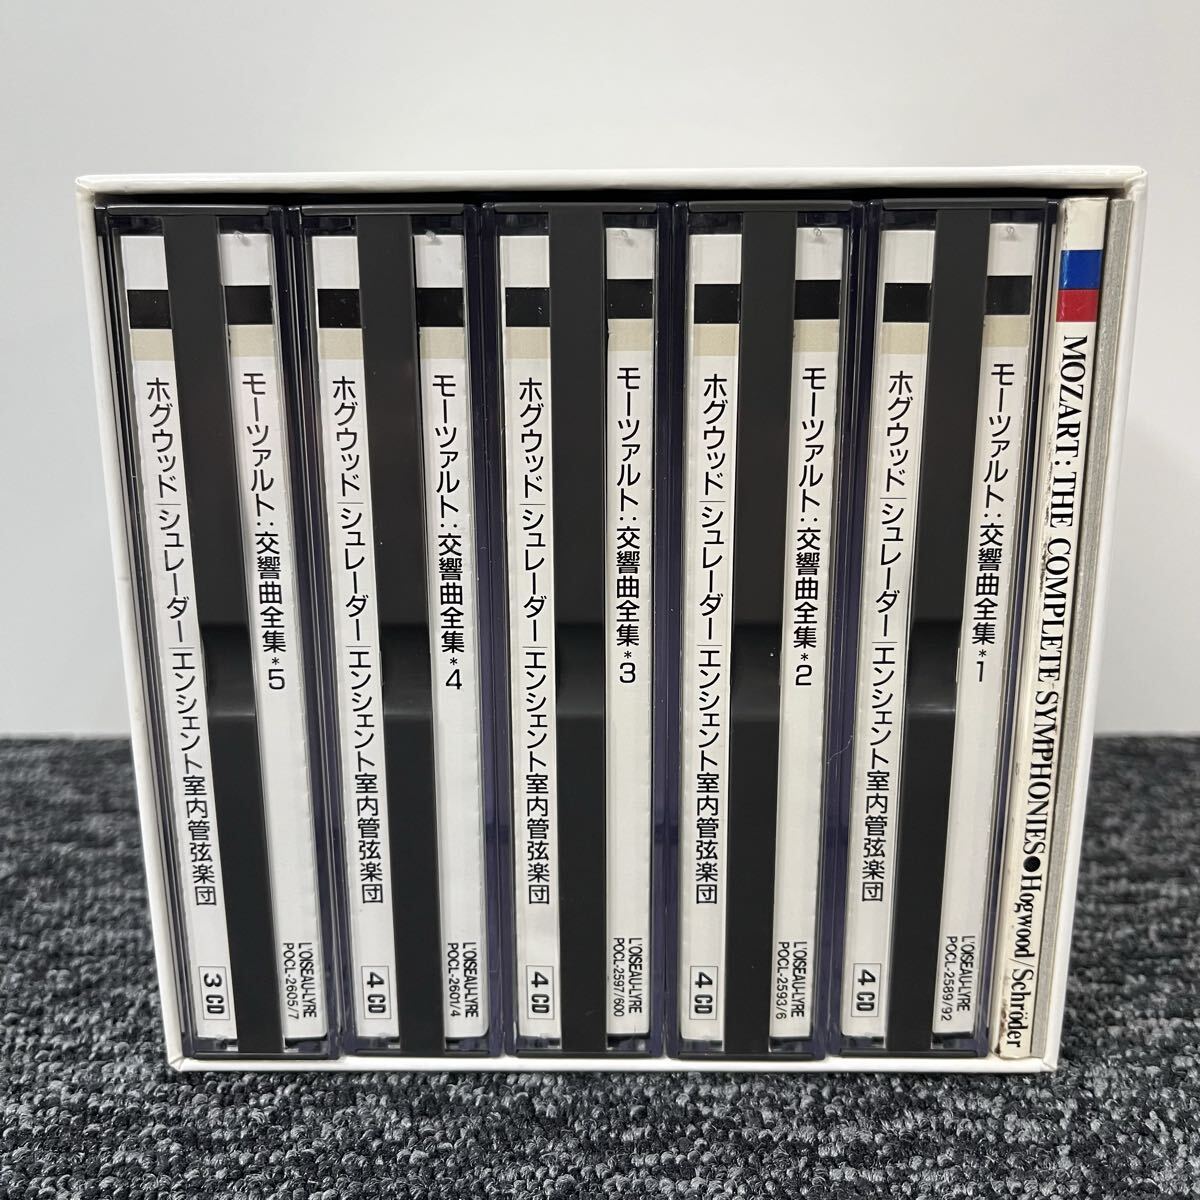 ホグウッド|シュレーダー|エンシェント室内管弦楽団
3 CD
モーツァルト:交響曲全集*5
L'OISEAU-LYRE
POCL-2605/7
ホグウッド|シュレーダー|エンシェント室内管弦楽団
4 CD
モーツァルト:交響曲全集*4
L'OISEAU-LYRE
POCL-2601/4
ホグウッド|シュレーダー|エンシェント室内管弦楽団
4 CD
モーツァルト:交響曲全集*3
L'OISEAU-LYRE
POCL-2597/600
ホグウッド|シュレーダー|エンシェント室内管弦楽団
4 CD
モーツァルト:交響曲全集*2
L'OISEAU-LYRE
POCL-2593/6
ホグウッド|シュレーダー|エンシェント室内管弦楽団
4 CD
モーツァルト:交響曲全集*1
L'OISEAU-LYRE
POCL-2589/92
MOZART: THE COMPLETE SYMPHONIES●Hogwood/Schröder